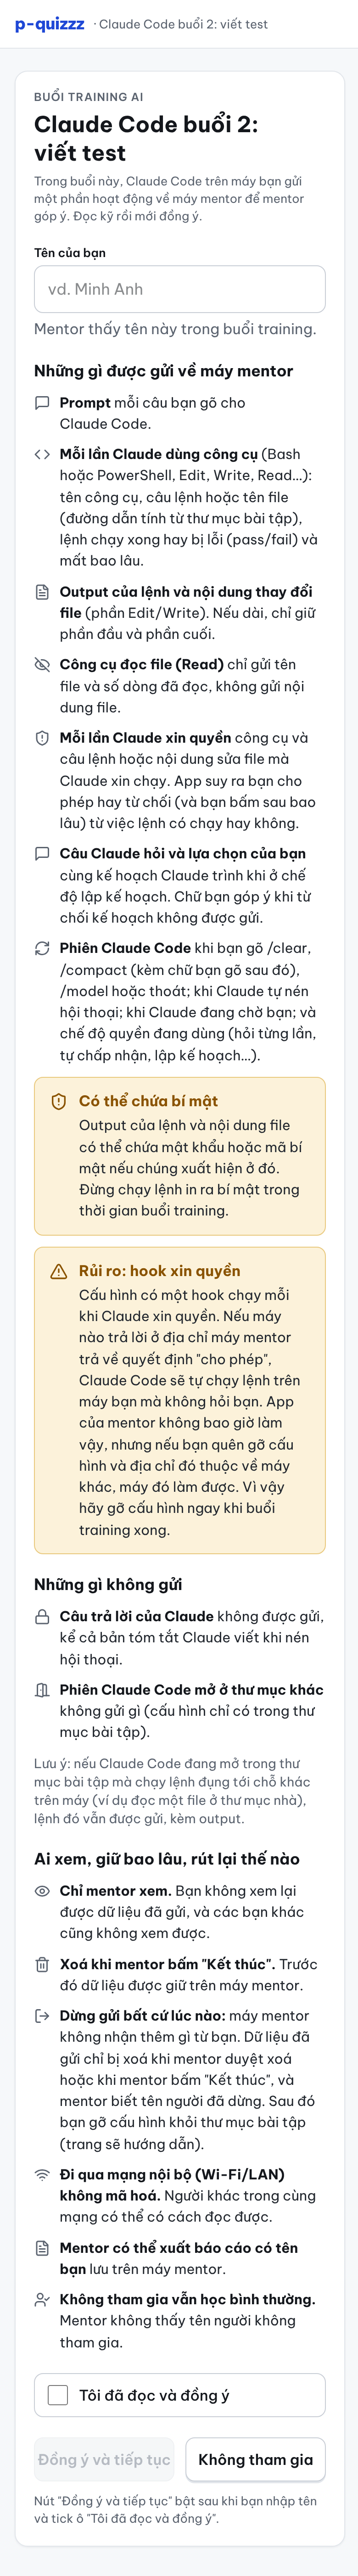 p-quizzz · Claude Code buổi 2: viết test
BUỔI TRAINING AI
Claude Code buổi 2:
viết test
Trong buổi này, Claude Code trên máy bạn gửi
một phần hoạt động về máy mentor để mentor
góp ý. Đọc kỹ rồi mới đồng ý.
Tên của bạn
vd. Minh Anh
Mentor thấy tên này trong buổi training.
Những gì được gửi về máy mentor
Prompt mỗi câu bạn gõ cho
Claude Code.
Mỗi lần Claude dùng công cụ (Bash
hoặc PowerShell, Edit, Write, Read…):
tên công cụ, câu lệnh hoặc tên file
(đường dẫn tính từ thư mục bài tập),
lệnh chạy xong hay bị lỗi (pass/fail) và
mất bao lâu.
Output của lệnh và nội dung thay đổi
file (phần Edit/Write). Nếu dài, chỉ giữ
phần đầu và phần cuối.
Công cụ đọc file (Read) chỉ gửi tên
file và số dòng đã đọc, không gửi nội
dung file.
Mỗi lần Claude xin quyền công cụ và
câu lệnh hoặc nội dung sửa file mà
Claude xin chạy. App suy ra bạn cho
phép hay từ chối (và bạn bấm sau bao
lâu) từ việc lệnh có chạy hay không.
Câu Claude hỏi và lựa chọn của bạn
cùng kế hoạch Claude trình khi ở chế
độ lập kế hoạch. Chữ bạn góp ý khi từ
chối kế hoạch không được gửi.
Phiên Claude Code khi bạn gõ /clear,
/compact (kèm chữ bạn gõ sau đó),
/model hoặc thoát; khi Claude tự nén
hội thoại; khi Claude đang chờ bạn; và
chế độ quyền đang dùng (hỏi từng lần,
tự chấp nhận, lập kế hoạch…).
Có thể chứa bí mật
Output của lệnh và nội dung file
có thể chứa mật khẩu hoặc mã bí
mật nếu chúng xuất hiện ở đó.
Đừng chạy lệnh in ra bí mật trong
thời gian buổi training.
Rủi ro: hook xin quyền
Cấu hình có một hook chạy mỗi
khi Claude xin quyền. Nếu máy
nào trả lời ở địa chỉ máy mentor
trả về quyết định "cho phép",
Claude Code sẽ tự chạy lệnh trên
máy bạn mà không hỏi bạn. App
của mentor không bao giờ làm
vậy, nhưng nếu bạn quên gỡ cấu
hình và địa chỉ đó thuộc về máy
khác, máy đó làm được. Vì vậy
hãy gỡ cấu hình ngay khi buổi
training xong.
Những gì không gửi
Câu trả lời của Claude không được gửi,
kể cả bản tóm tắt Claude viết khi nén
hội thoại.
Phiên Claude Code mở ở thư mục khác
không gửi gì (cấu hình chỉ có trong thư
mục bài tập).
Lưu ý: nếu Claude Code đang mở trong thư
mục bài tập mà chạy lệnh đụng tới chỗ khác
trên máy (ví dụ đọc một file ở thư mục nhà),
lệnh đó vẫn được gửi, kèm output.
Ai xem, giữ bao lâu, rút lại thế nào
Chỉ mentor xem. Bạn không xem lại
được dữ liệu đã gửi, và các bạn khác
cũng không xem được.
Xoá khi mentor bấm "Kết thúc". Trước
đó dữ liệu được giữ trên máy mentor.
Dừng gửi bất cứ lúc nào: máy mentor
không nhận thêm gì từ bạn. Dữ liệu đã
gửi chỉ bị xoá khi mentor duyệt xoá
hoặc khi mentor bấm "Kết thúc", và
mentor biết tên người đã dừng. Sau đó
bạn gỡ cấu hình khỏi thư mục bài tập
(trang sẽ hướng dẫn).
Đi qua mạng nội bộ (Wi-Fi/LAN)
không mã hoá. Người khác trong cùng
mạng có thể có cách đọc được.
Mentor có thể xuất báo cáo có tên
bạn lưu trên máy mentor.
Không tham gia vẫn học bình thường.
Mentor không thấy tên người không
tham gia.
Tôi đã đọc và đồng ý
Đồng ý và tiếp tục Không tham gia
Nút "Đồng ý và tiếp tục" bật sau khi bạn nhập tên
và tick ô "Tôi đã đọc và đồng ý".